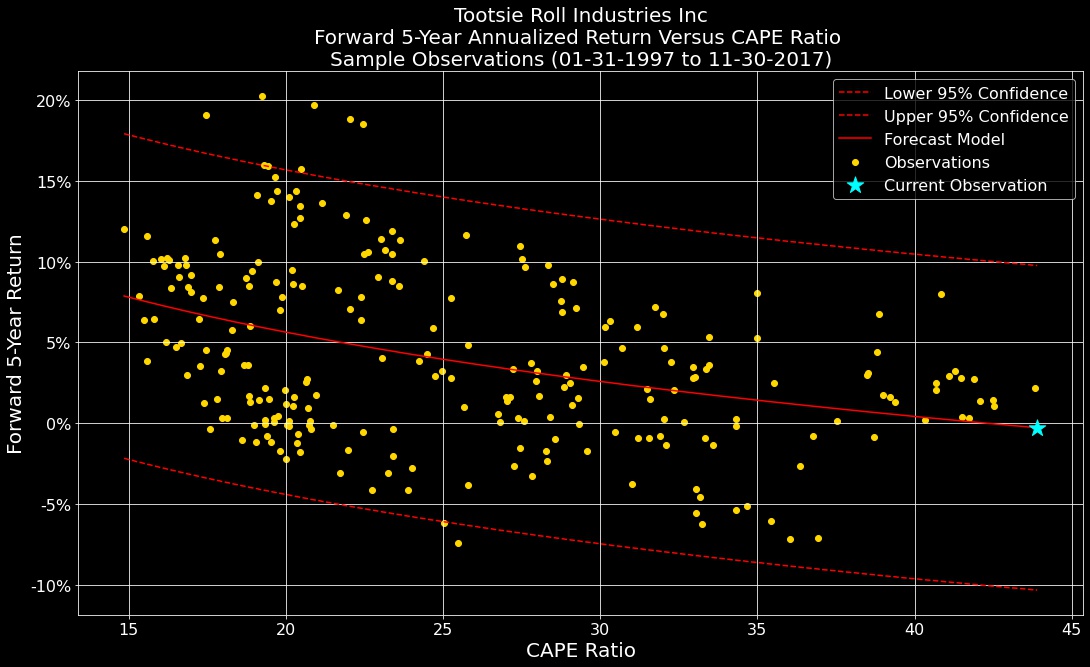 Tootsie Roll Industries Inc
Forward 5-Year Annualized Return Versus CAPE Ratio
Sample Observations (01-31-1997 to 11-30-2017)
Lower 95% Confidence
Upper 95% Confidence
Forecast Model
Observations
Current Observation
Forward 5-Year Return
20%
15%
10%
5%
0%
-5%
-10%
15 20 25 30 35 40 45
CAPE Ratio